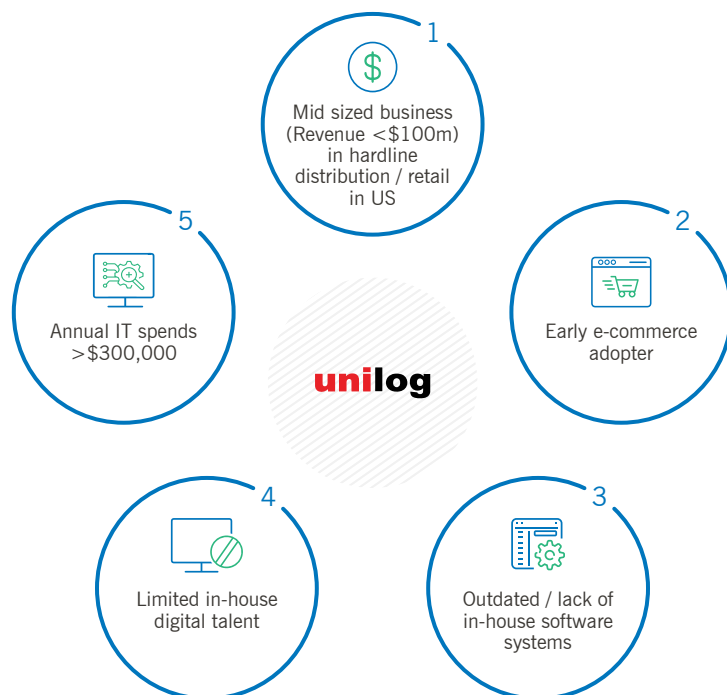 1
$
Mid sized business
(Revenue <$100m)
in hardline
distribution / retail
in US
2
Early e-commerce
adopter
3
Outdated / lack of
in-house software
systems
4
Limited in-house
digital talent
5
Annual IT spends
>$300,000
unilog